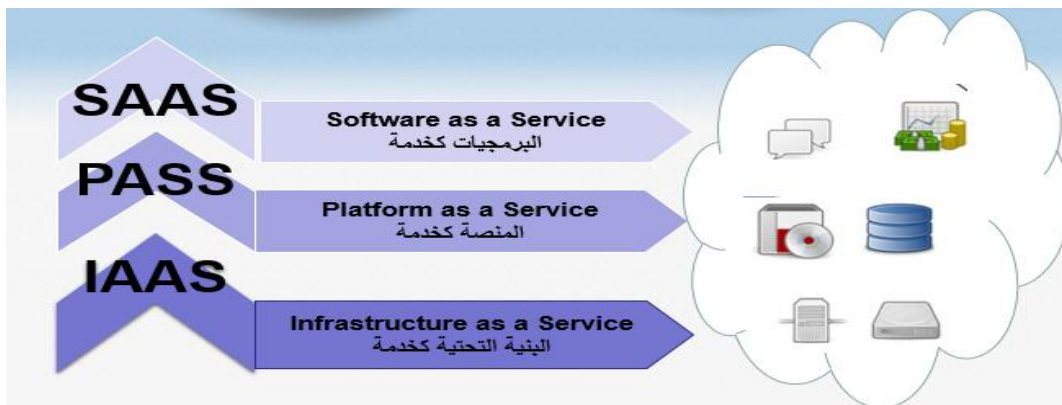 SAAS
Software as a Service
البرمجيات كخدمة
PASS
Platform as a Service
المنصة كخدمة
IAAS
Infrastructure as a Service
البنية التحتية كخدمة